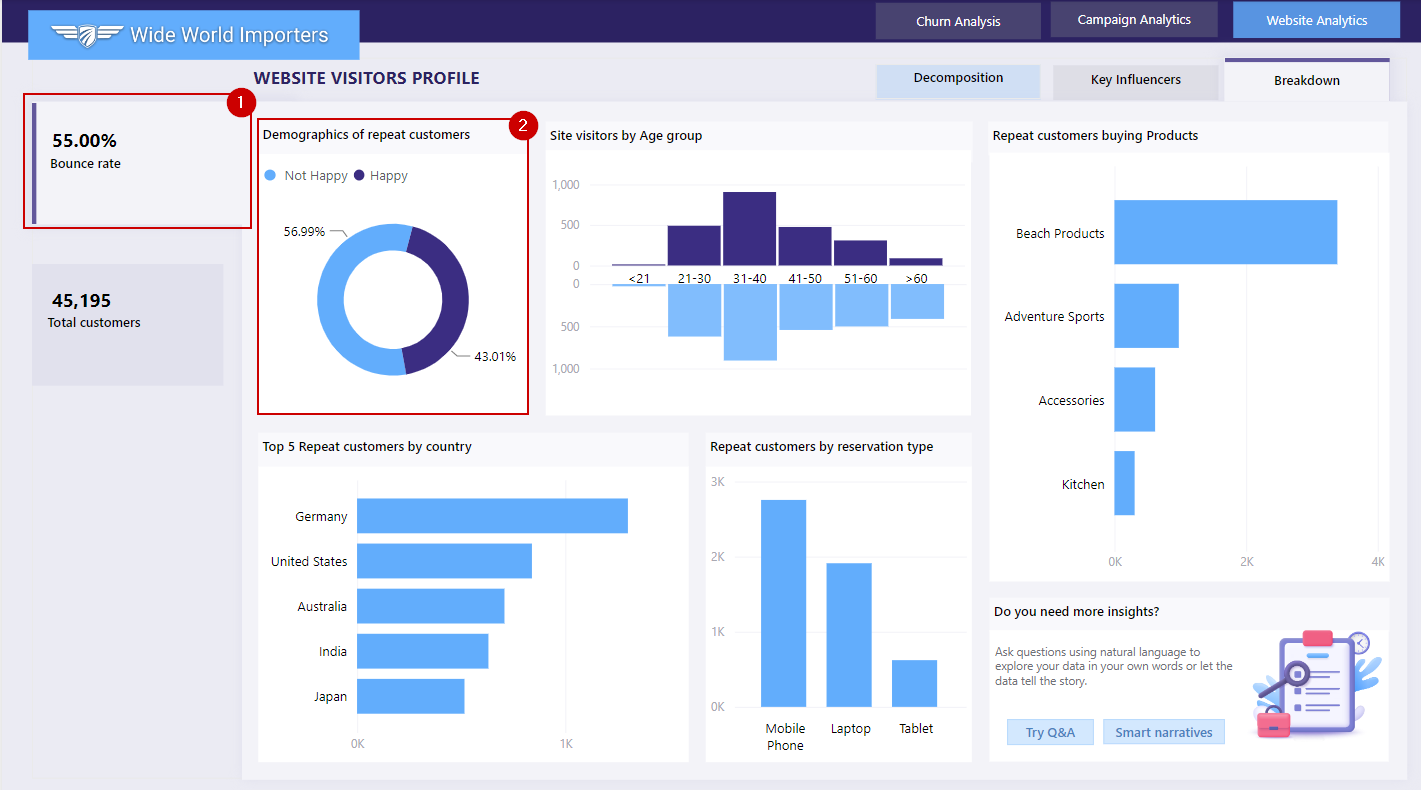 Wide World Importers
Churn Analysis
Campaign Analytics
Website Analytics
WEBSITE VISITORS PROFILE
Decomposition
Key Influencers
Breakdown
1
55.00%
Bounce rate
45,195
Total customers
2
Demographics of repeat customers
Not Happy
Happy
56.99%
43.01%
Site visitors by Age group
1,000
500
0
<21
21-30
31-40
41-50
51-60
>60
0
500
1,000
Repeat customers buying Products
Beach Products
Adventure Sports
Accessories
Kitchen
0K
2K
4K
Top 5 Repeat customers by country
Germany
United States
Australia
India
Japan
0K
1K
Repeat customers by reservation type
3K
2K
1K
0K
Mobile
Phone
Laptop
Tablet
Do you need more insights?
Ask questions using natural language to
explore your data in your own words or let the
data tell the story.
Try Q&A
Smart narratives